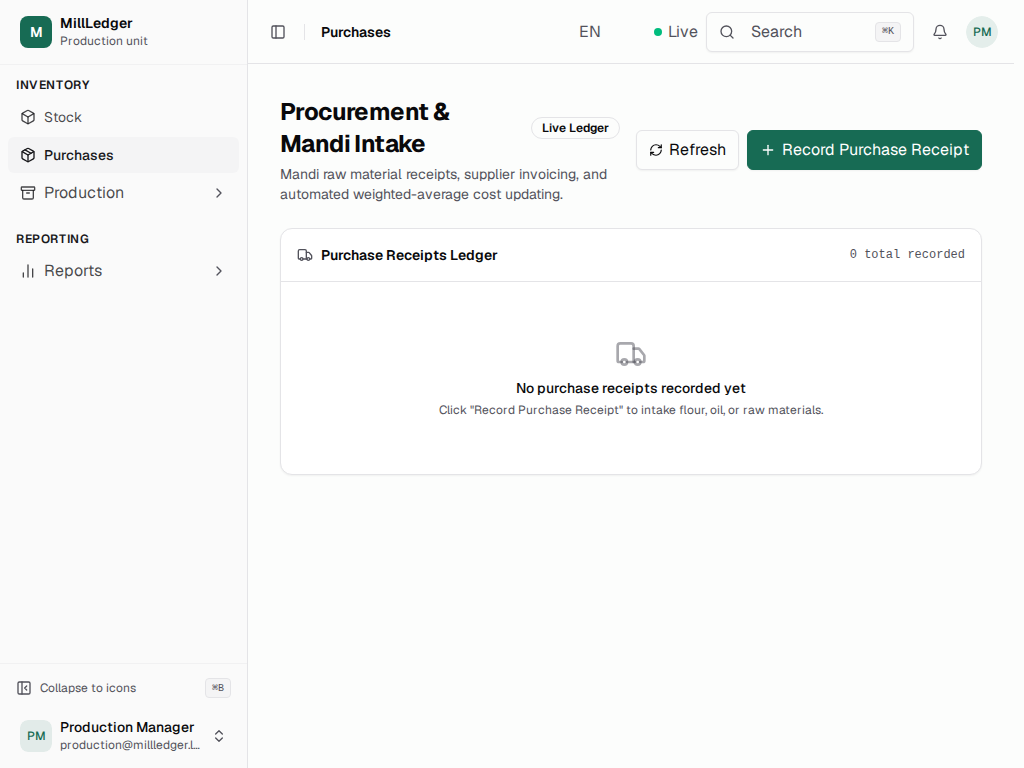 M
MillLedger
Production unit
INVENTORY
Stock
Purchases
Production
REPORTING
Reports
Collapse to icons
⌘B
PM
Production Manager
production@millledger.l...
Purchases
EN
Live
Search
⌘K
PM
Procurement &
Mandi Intake
Live Ledger
Mandi raw material receipts, supplier invoicing, and
automated weighted-average cost updating.
Refresh
Record Purchase Receipt
Purchase Receipts Ledger
0 total recorded
No purchase receipts recorded yet
Click "Record Purchase Receipt" to intake flour, oil, or raw materials.